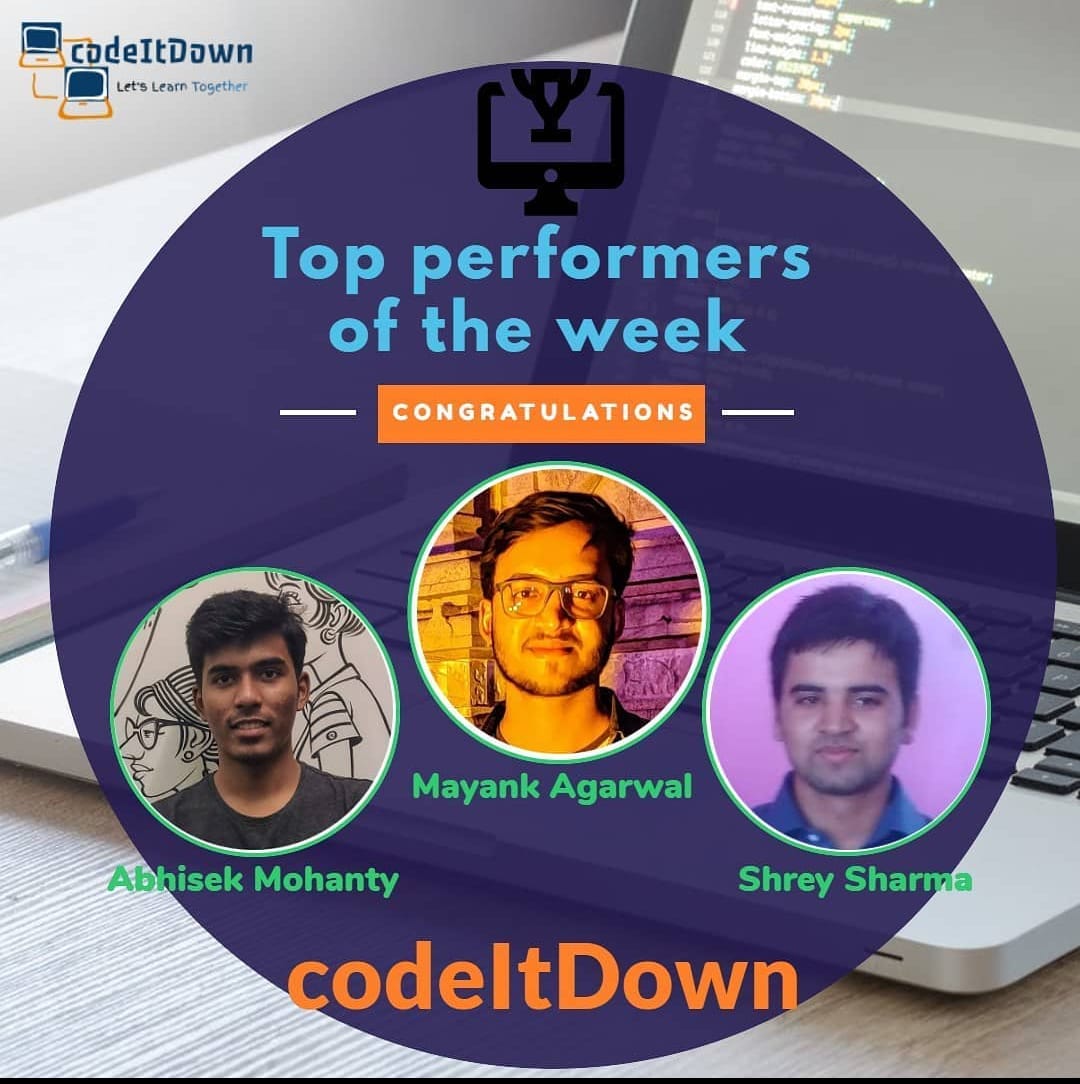 codeItDown
Let's Learn Together
Top performers
of the week
CONGRATULATIONS
Mayank Agarwal
Abhisek Mohanty
Shrey Sharma
codeItDown